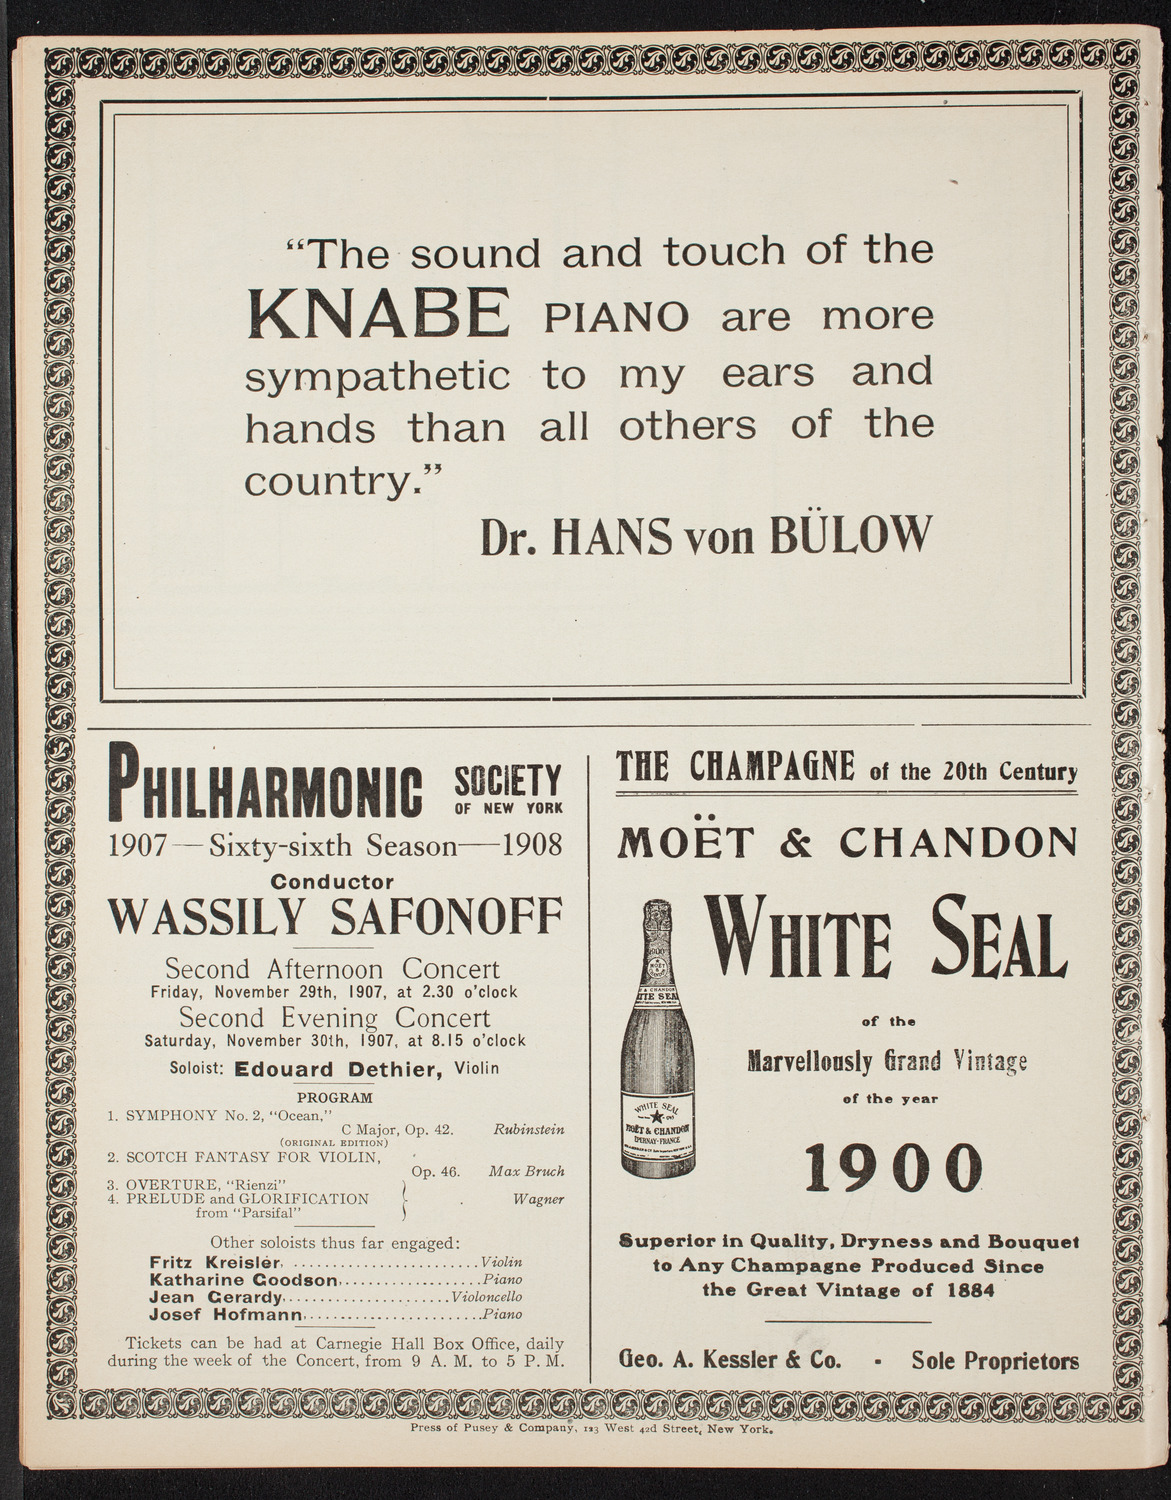 “The sound and touch of the
KNABE PIANO are more
sympathetic to my ears and
hands than all others of the
country.”
Dr. HANS von BÜLOW
PHILHARMONIC SOCIETY
OF NEW YORK
1907—Sixty-sixth Season—1908
Conductor
WASSILY SAFONOFF
Second Afternoon Concert
Friday, November 29th, 1907, at 2.30 o’clock
Second Evening Concert
Saturday, November 30th, 1907, at 8.15 o’clock
Soloist: Edouard Dethier, Violin
PROGRAM
1. SYMPHONY No. 2, “Ocean,”
C Major, Op. 42. Rubinstein
(ORIGINAL EDITION)
2. SCOTCH FANTASY FOR VIOLIN,
Op. 46. Max Bruch
3. OVERTURE, “Rienzi”
4. PRELUDE and GLORIFICATION . Wagner
from “Parsifal”
Other soloists thus far engaged:
Fritz Kreisler..........................Violin
Katharine Goodson..................Piano
Jean Gerardy.....................Violoncello
Josef Hofmann.......................Piano
Tickets can be had at Carnegie Hall Box Office, daily
during the week of the Concert, from 9 A. M. to 5 P. M.
THE CHAMPAGNE of the 20th Century
MOËT & CHANDON
WHITE SEAL
of the
Marvellously Grand Vintage
of the year
1900
WHITE SEAL
MOËT & CHANDON
EPERNAY-FRANCE
Superior in Quality, Dryness and Bouquet
to Any Champagne Produced Since
the Great Vintage of 1884
Geo. A. Kessler & Co. - Sole Proprietors
Press of Pusey & Company, 123 West 42d Street, New York.